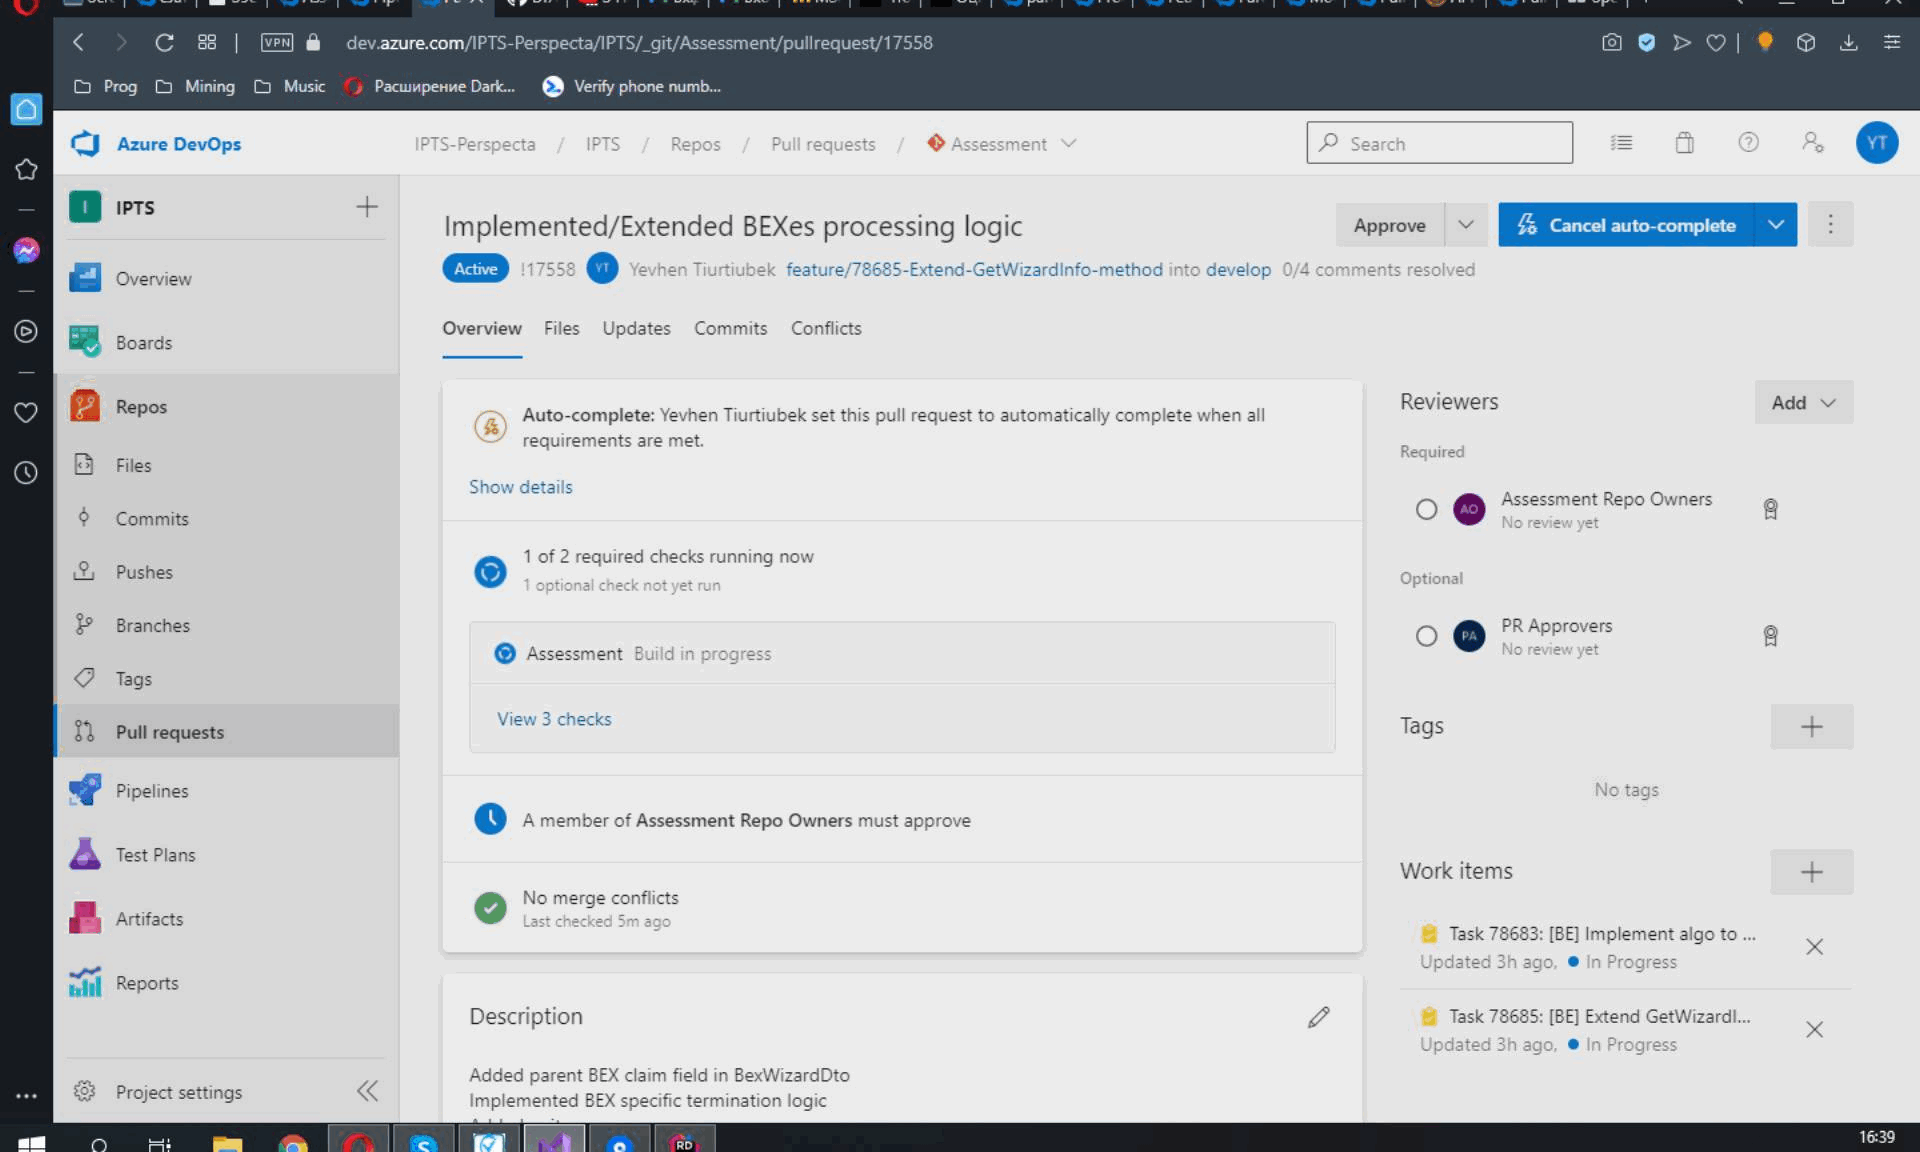 VPN
dev.azure.com/IPTS-Perspecta/IPTS/_git/Assessment/pullrequest/17558
Prog
Mining
Music
Расширение Dark...
Verify phone numb...
Azure DevOps
IPTS-Perspecta / IPTS / Repos / Pull requests / Assessment
Search
YT
I
IPTS
Overview
Boards
Repos
Files
Commits
Pushes
Branches
Tags
Pull requests
Pipelines
Test Plans
Artifacts
Reports
Project settings
Implemented/Extended BEXes processing logic
Approve
Cancel auto-complete
Active !17558 YT Yevhen Tiurtiubek feature/78685-Extend-GetWizardInfo-method into develop 0/4 comments resolved
Overview Files Updates Commits Conflicts
Auto-complete: Yevhen Tiurtiubek set this pull request to automatically complete when all
requirements are met.
Show details
1 of 2 required checks running now
1 optional check not yet run
Assessment Build in progress
View 3 checks
A member of Assessment Repo Owners must approve
No merge conflicts
Last checked 5m ago
Description
Added parent BEX claim field in BexWizardDto
Implemented BEX specific termination logic
Reviewers
Add
Required
AO
Assessment Repo Owners
No review yet
Optional
PA
PR Approvers
No review yet
Tags
No tags
Work items
Task 78683: [BE] Implement algo to ...
Updated 3h ago, In Progress
Task 78685: [BE] Extend GetWizardI...
Updated 3h ago, In Progress
RD
16:39